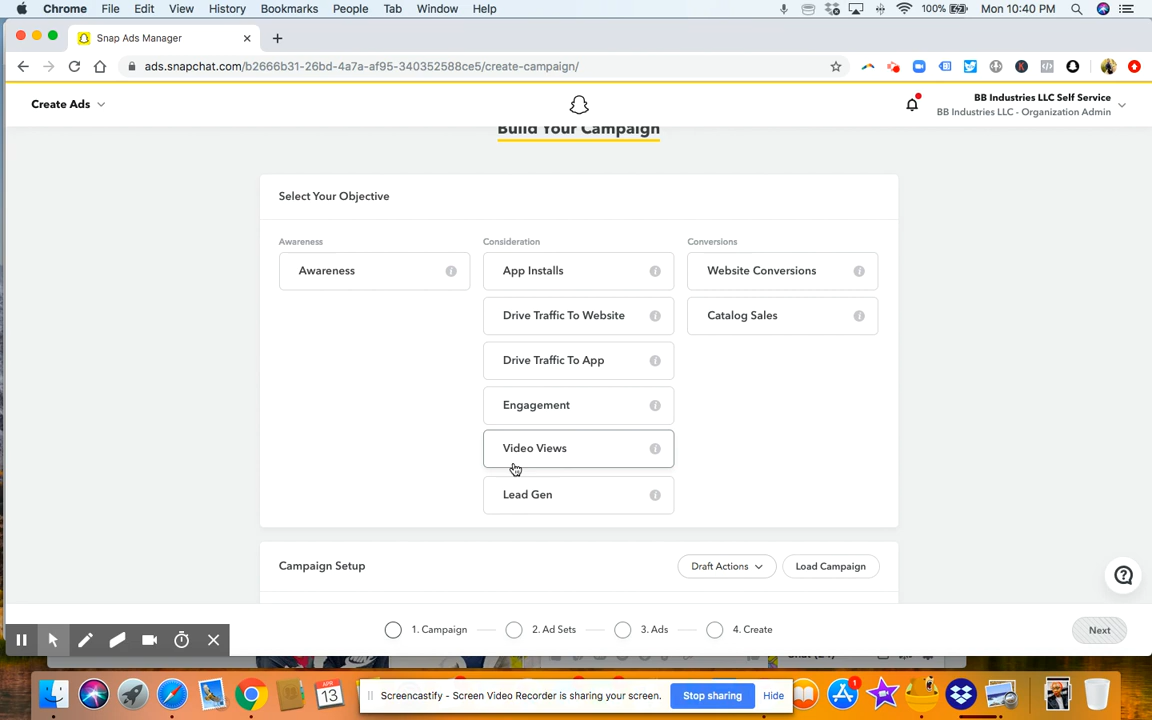 Chrome File Edit View History Bookmarks People Tab Window Help 100% Mon 10:40 PM
Snap Ads Manager
ads.snapchat.com/b2666b31-26bd-4a7a-af95-340352588ce5/create-campaign/
Create Ads
BB Industries LLC Self Service
BB Industries LLC - Organization Admin
Build Your Campaign
Select Your Objective
Awareness Consideration Conversions
Awareness App Installs Website Conversions
Drive Traffic To Website Catalog Sales
Drive Traffic To App
Engagement
Video Views
Lead Gen
Campaign Setup Draft Actions Load Campaign
1. Campaign 2. Ad Sets 3. Ads 4. Create Next
APR
13
1
Screencastify - Screen Video Recorder is sharing your screen. Stop sharing Hide